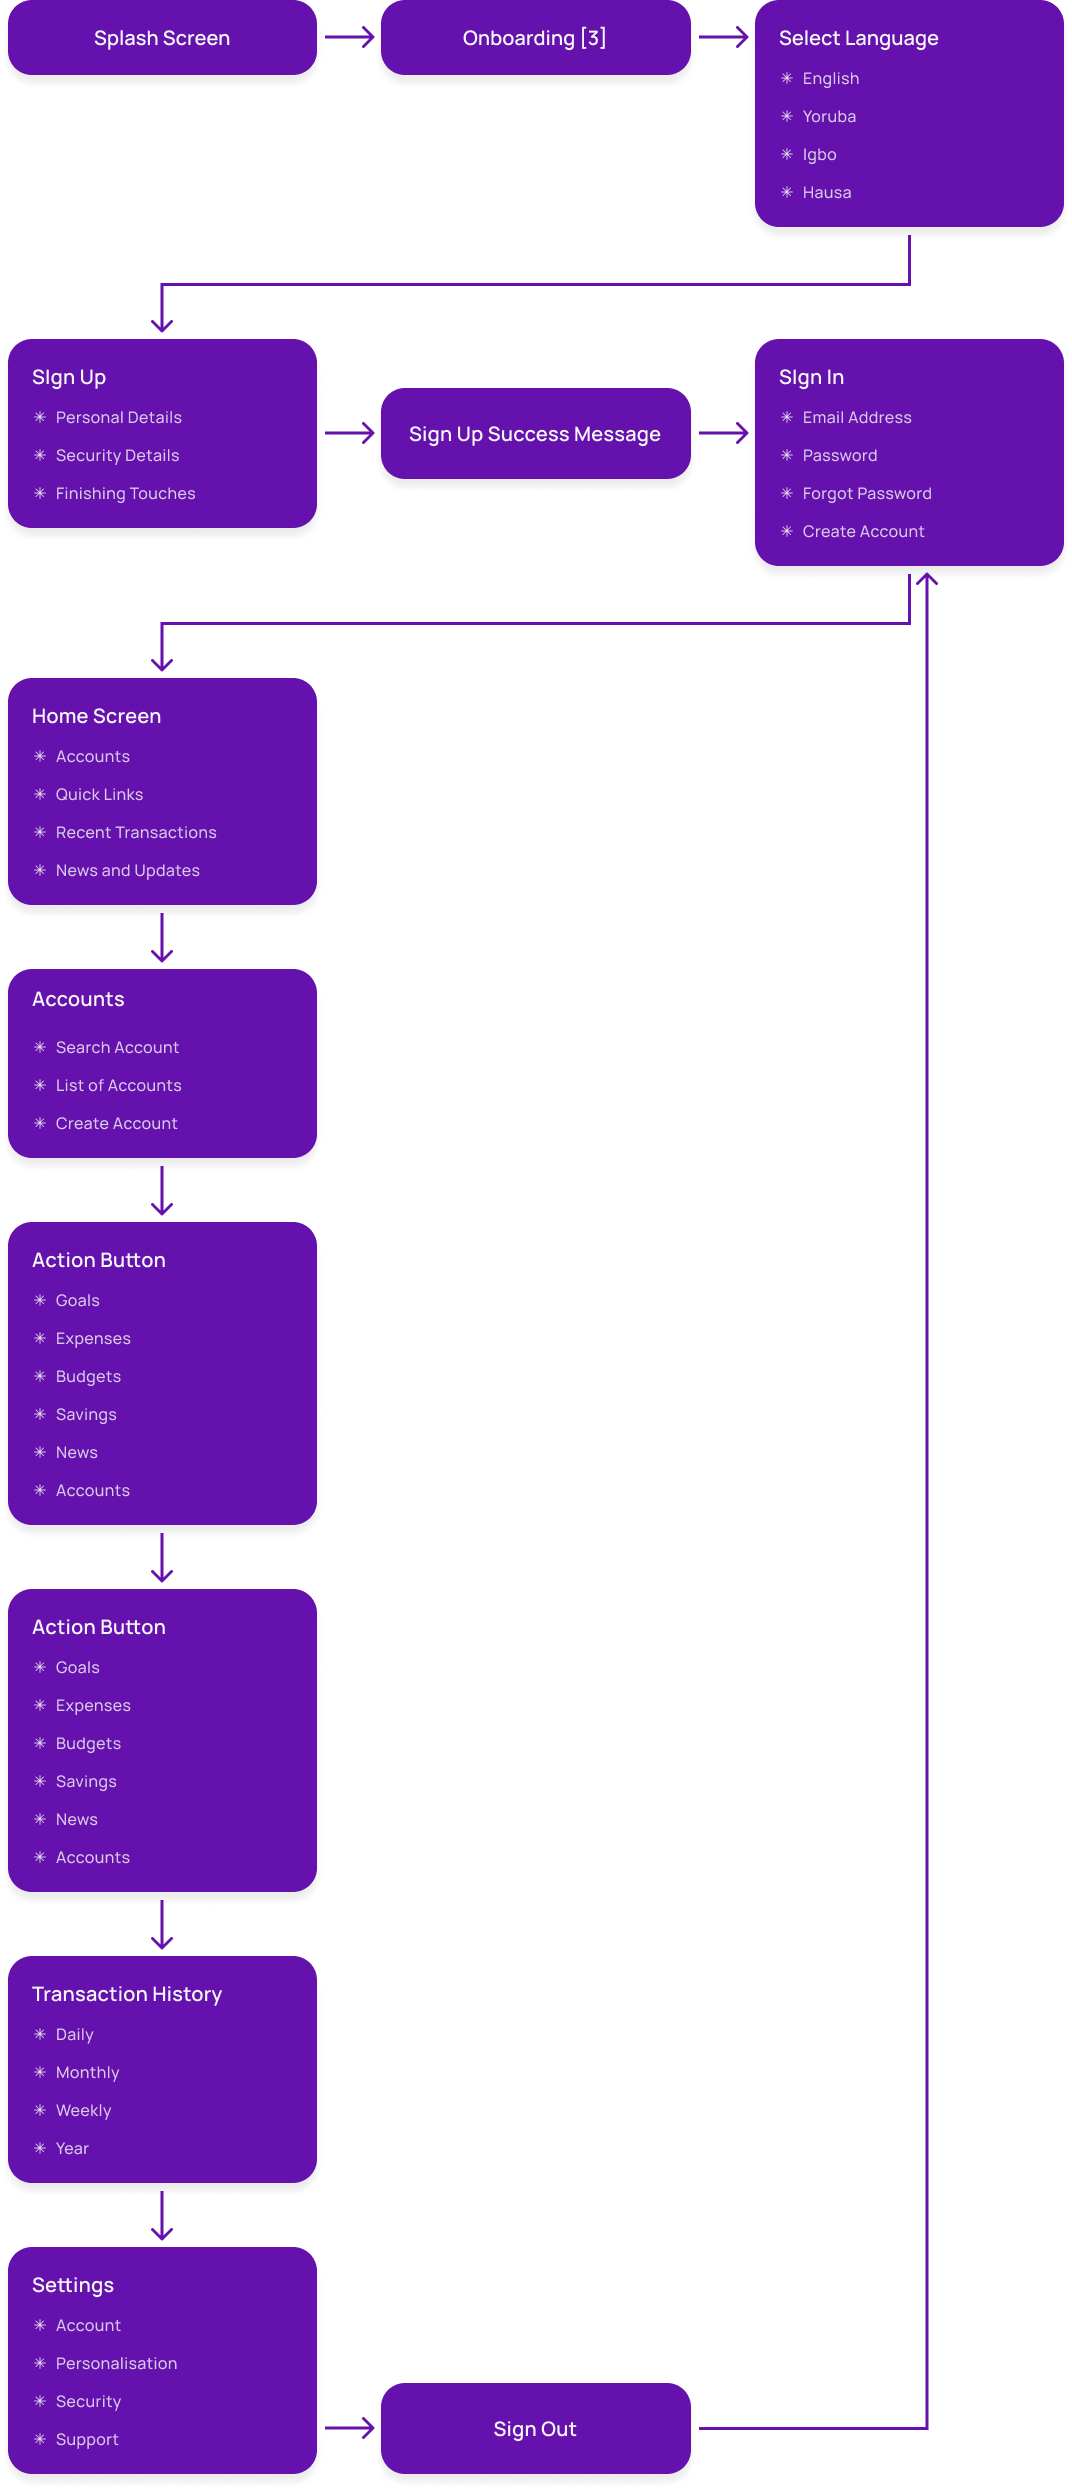 Splash Screen
Onboarding [3]
Select Language
✳ English
✳ Yoruba
✳ Igbo
✳ Hausa
SIgn Up
✳ Personal Details
✳ Security Details
✳ Finishing Touches
Sign Up Success Message
SIgn In
✳ Email Address
✳ Password
✳ Forgot Password
✳ Create Account
Home Screen
✳ Accounts
✳ Quick Links
✳ Recent Transactions
✳ News and Updates
Accounts
✳ Search Account
✳ List of Accounts
✳ Create Account
Action Button
✳ Goals
✳ Expenses
✳ Budgets
✳ Savings
✳ News
✳ Accounts
Action Button
✳ Goals
✳ Expenses
✳ Budgets
✳ Savings
✳ News
✳ Accounts
Transaction History
✳ Daily
✳ Monthly
✳ Weekly
✳ Year
Settings
✳ Account
✳ Personalisation
✳ Security
✳ Support
Sign Out